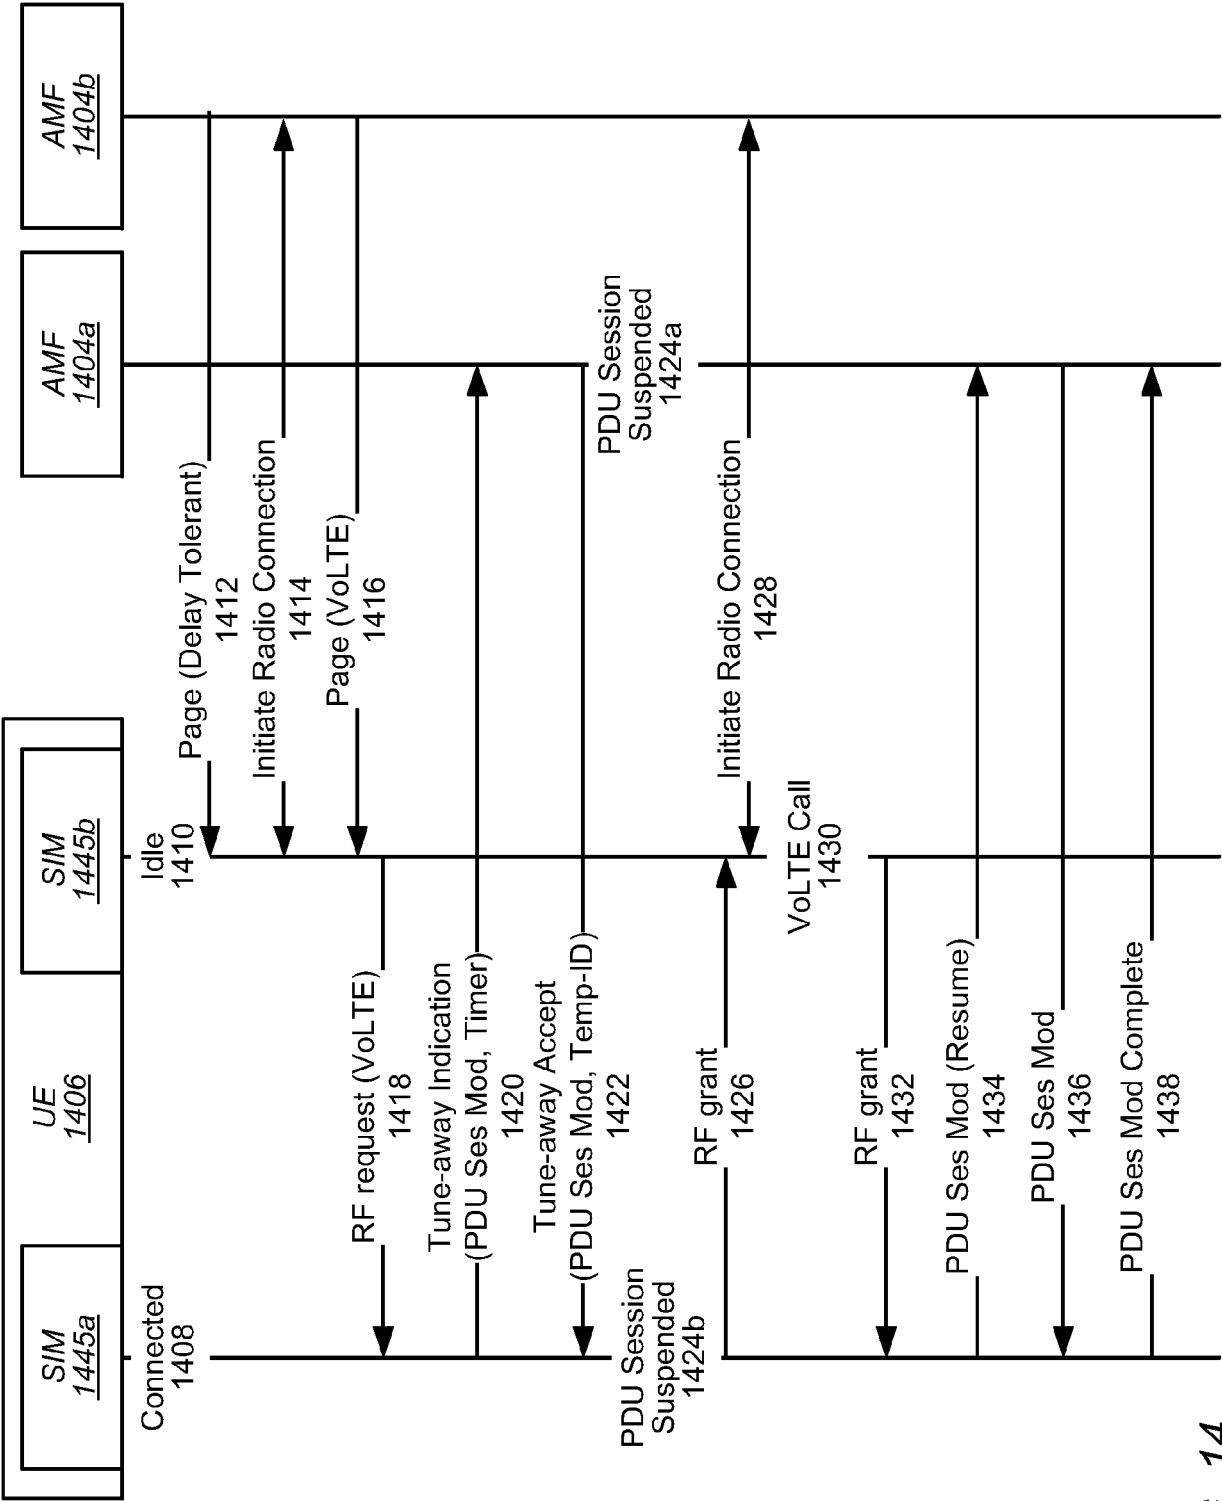 UE
1406
SIM
1445a
SIM
1445b
AMF
1404a
AMF
1404b
Connected
1408
Idle
1410
Page (Delay Tolerant)
1412
Initiate Radio Connection
1414
Page (VoLTE)
1416
RF request (VoLTE)
1418
Tune-away Indication
(PDU Ses Mod, Timer)
1420
Tune-away Accept
(PDU Ses Mod, Temp-ID)
1422
PDU Session
Suspended
1424b
PDU Session
Suspended
1424a
RF grant
1426
Initiate Radio Connection
1428
VoLTE Call
1430
RF grant
1432
PDU Ses Mod (Resume)
1434
PDU Ses Mod
1436
PDU Ses Mod Complete
1438
14